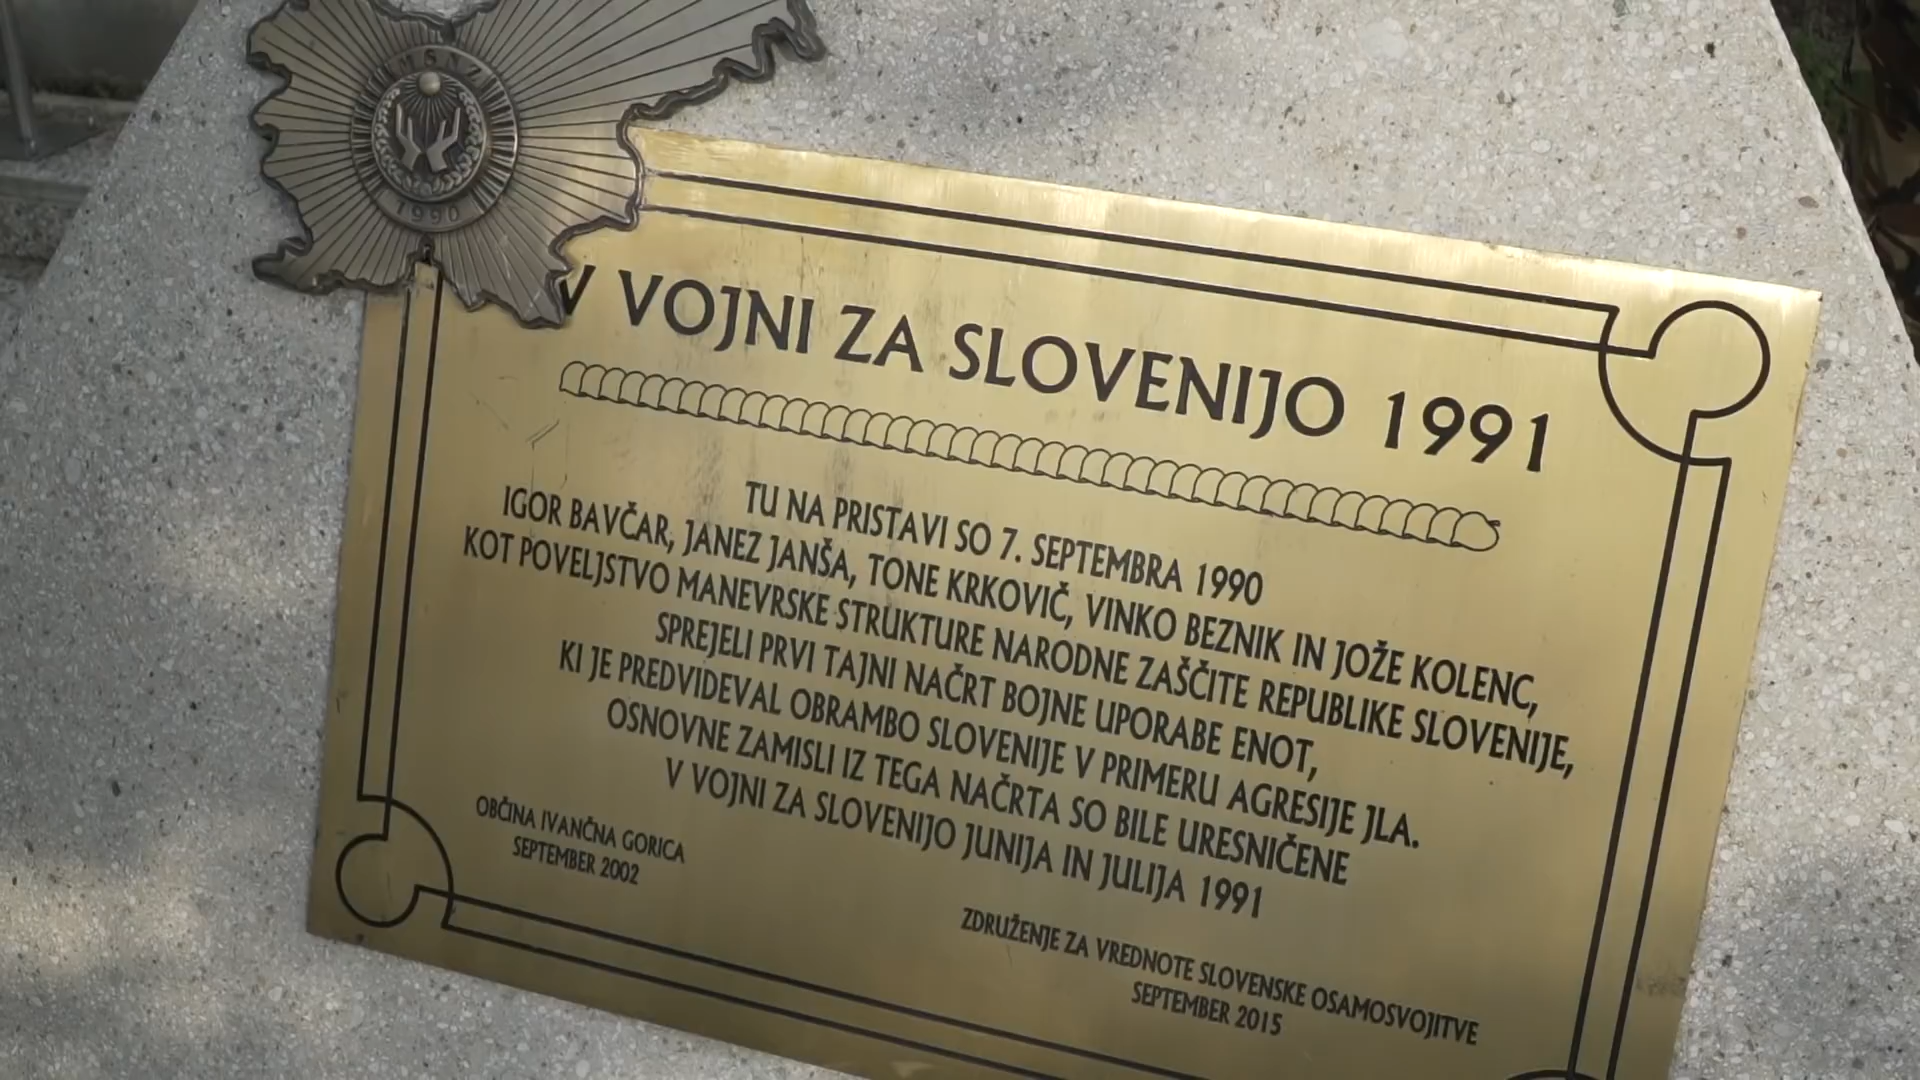 MSNZ
1990
V VOJNI ZA SLOVENIJO 1991
TU NA PRISTAVI SO 7. SEPTEMBRA 1990
IGOR BAVČAR, JANEZ JANŠA, TONE KRKOVIČ, VINKO BEZNIK IN JOŽE KOLENC,
KOT POVELJSTVO MANEVRSKE STRUKTURE NARODNE ZAŠČITE REPUBLIKE SLOVENIJE,
SPREJELI PRVI TAJNI NAČRT BOJNE UPORABE ENOT,
KI JE PREDVIDEVAL OBRAMBO SLOVENIJE V PRIMERU AGRESIJE JLA.
OSNOVNE ZAMISLI IZ TEGA NAČRTA SO BILE URESNIČENE
V VOJNI ZA SLOVENIJO JUNIJA IN JULIJA 1991
OBČINA IVANČNA GORICA
SEPTEMBER 2002
ZDRUŽENJE ZA VREDNOTE SLOVENSKE OSAMOSVOJITVE
SEPTEMBER 2015